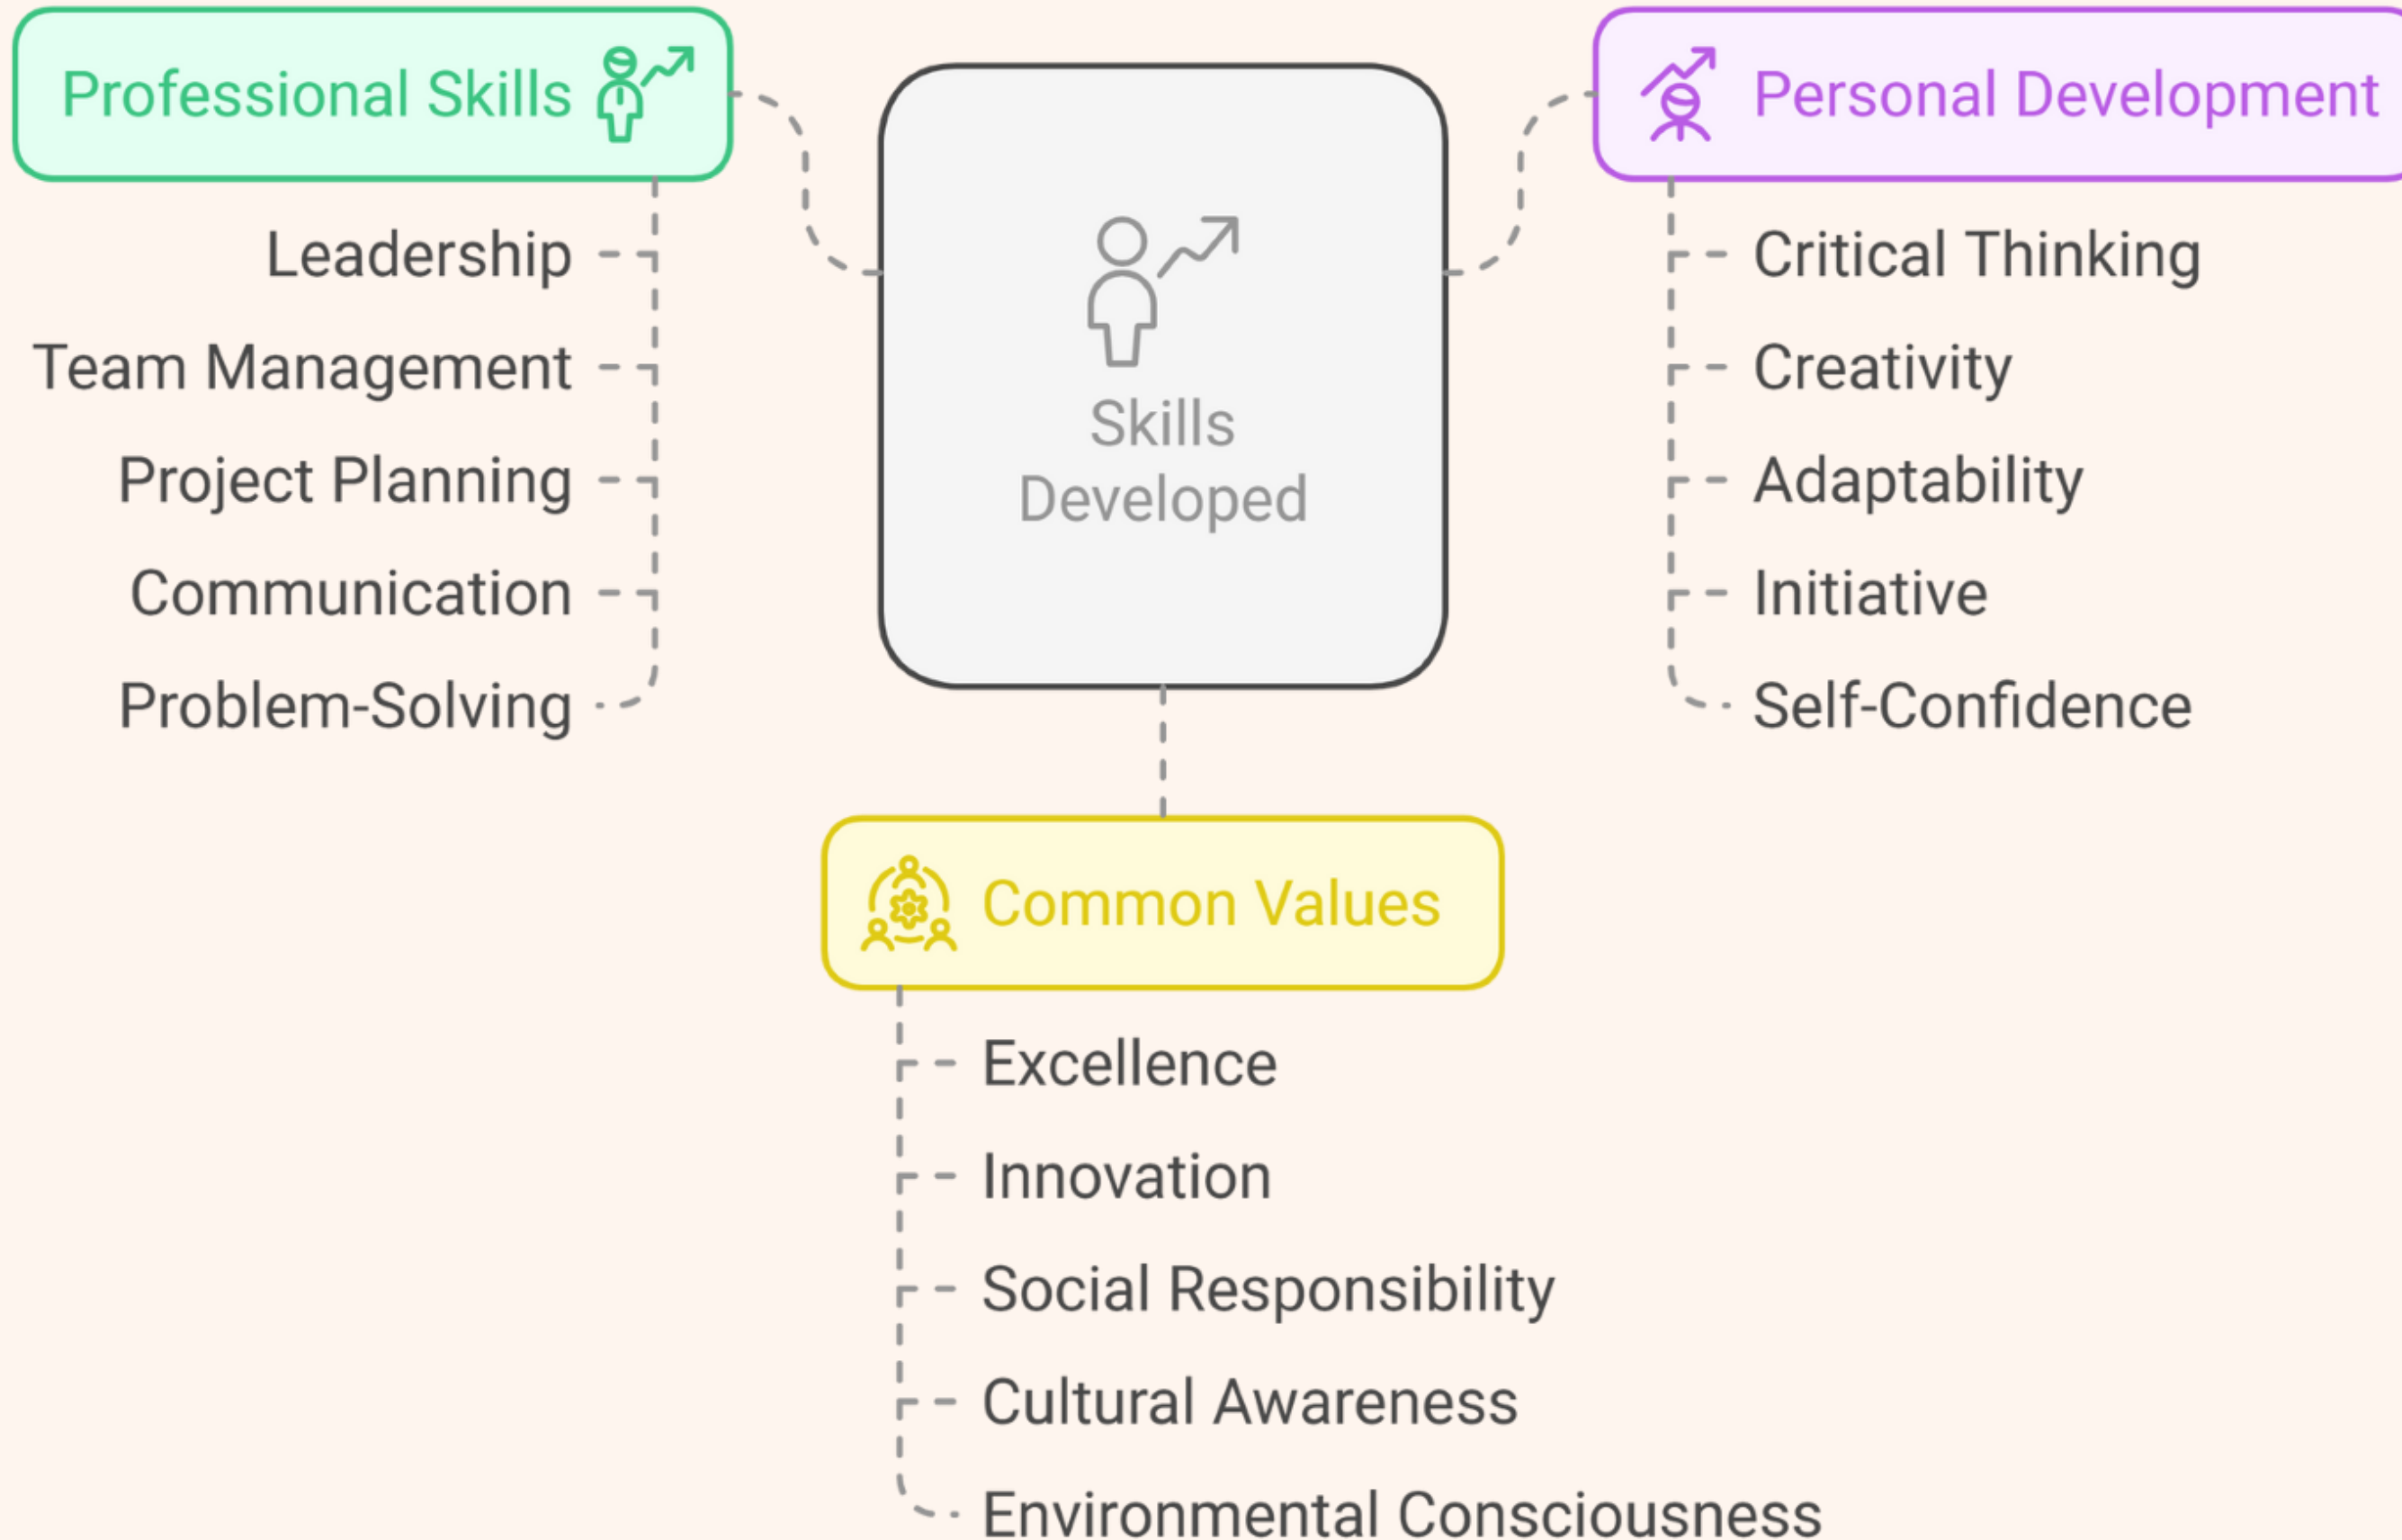 Professional Skills
Leadership
Team Management
Project Planning
Communication
Problem-Solving
Skills
Developed
Personal Development
Critical Thinking
Creativity
Adaptability
Initiative
Self-Confidence
Common Values
Excellence
Innovation
Social Responsibility
Cultural Awareness
Environmental Consciousness